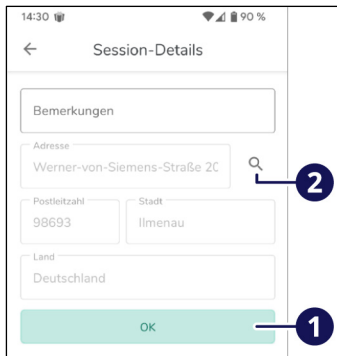 14:30 90 %
Session-Details
Bemerkungen
Adresse
Werner-von-Siemens-Straße 20
2
Postleitzahl Stadt
98693 Ilmenau
Land
Deutschland
OK
1